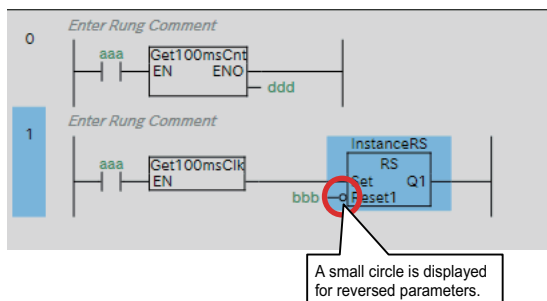 0
Enter Rung Comment
aaa
Get100msCnt
EN ENO
ddd
1
Enter Rung Comment
aaa
Get100msClk
EN
InstanceRS
RS
Set Q1
bbb
Reset1
A small circle is displayed
for reversed parameters.